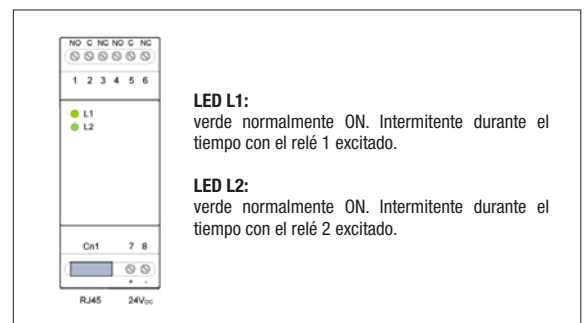 NO C NC NO C NC
1 2 3 4 5 6
L1
L2
Cn1 7 8
+ -
RJ45 24VDC
LED L1:
verde normalmente ON. Intermitente durante el
tiempo con el relé 1 excitado.
LED L2:
verde normalmente ON. Intermitente durante el
tiempo con el relé 2 excitado.